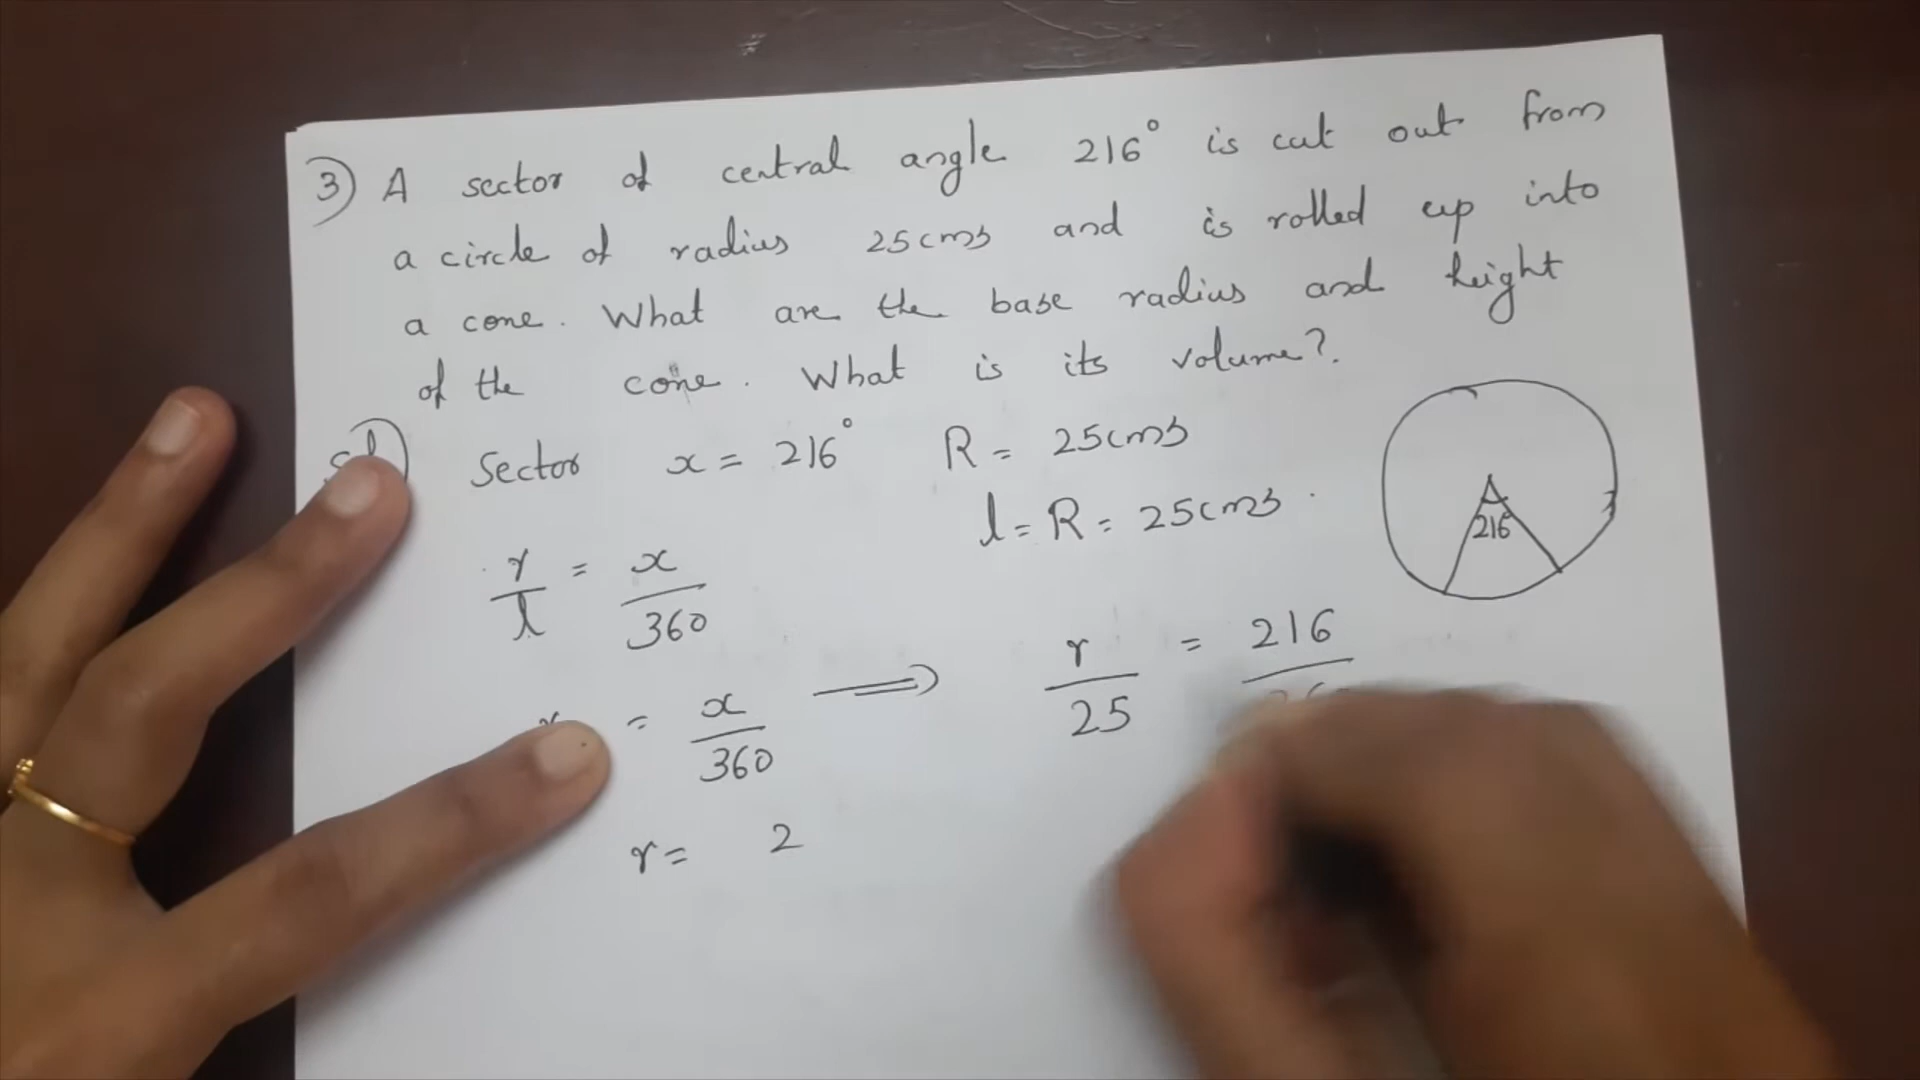 3) A sector of central angle 216° is cut out from
a circle of radius 25cms and is rolled up into
a cone. What are the base radius and height
of the cone. What is its volume?.
Sector x = 216° R = 25cms
l = R = 25cms.
r/l = x/360
216
= x/360 ⟹ r/25 = 216
r = 2